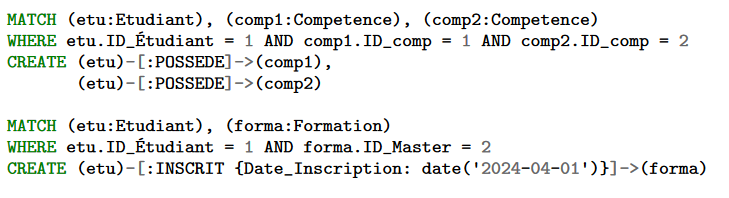 MATCH (etu:Etudiant), (comp1:Competence), (comp2:Competence)
WHERE etu.ID_Étudiant = 1 AND comp1.ID_comp = 1 AND comp2.ID_comp = 2
CREATE (etu)-[:POSSEDE]->(comp1),
       (etu)-[:POSSEDE]->(comp2)

MATCH (etu:Etudiant), (forma:Formation)
WHERE etu.ID_Étudiant = 1 AND forma.ID_Master = 2
CREATE (etu)-[:INSCRIT {Date_Inscription: date('2024-04-01')}]->(forma)